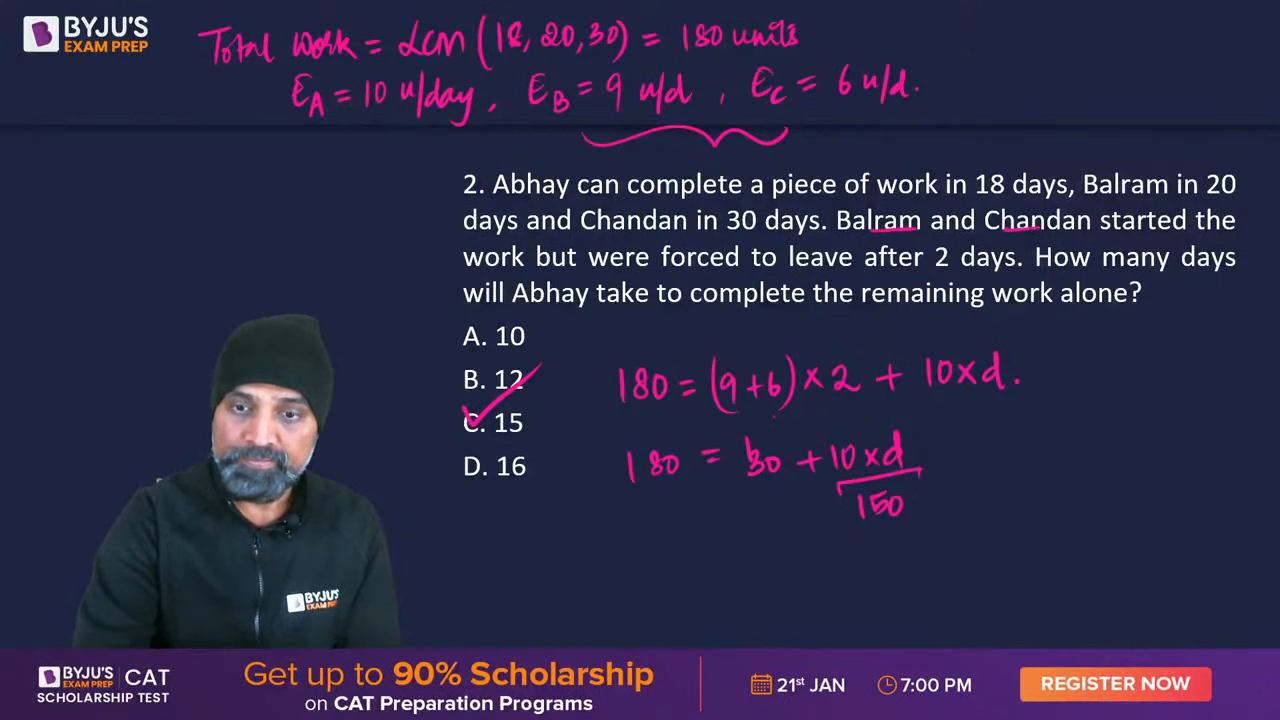 BYJU'S
EXAM PREP
Total Work = LCM (18, 20, 30) = 180 units
EA = 10 u/day, EB = 9 u/d, EC = 6 u/d.
2. Abhay can complete a piece of work in 18 days, Balram in 20
days and Chandan in 30 days. Balram and Chandan started the
work but were forced to leave after 2 days. How many days
will Abhay take to complete the remaining work alone?
A. 10
B. 12
C. 15
D. 16
180 = (9+6) × 2 + 10×d.
180 = 30 + 10×d
150
BYJU'S
EXAM PREP
BYJU'S
EXAM PREP
CAT
SCHOLARSHIP TEST
Get up to 90% Scholarship
on CAT Preparation Programs
21st JAN
7:00 PM
REGISTER NOW